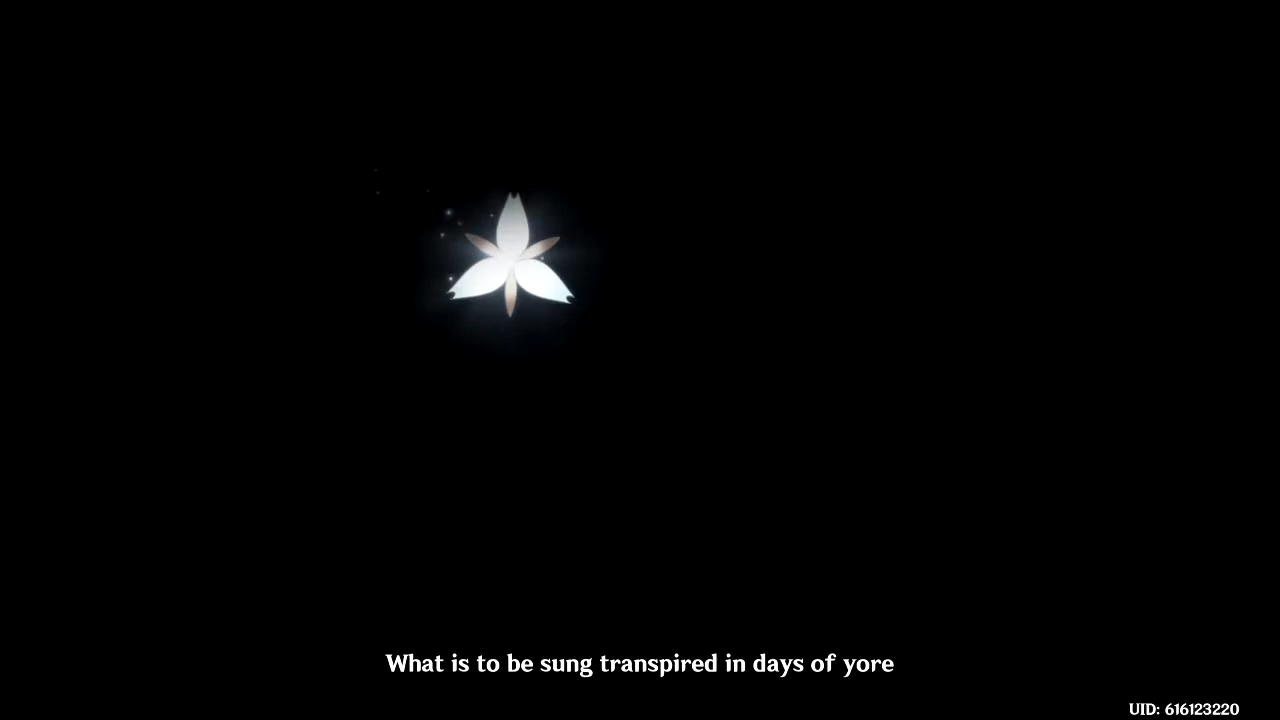 What is to be sung transpired in days of yore
UID: 616123220